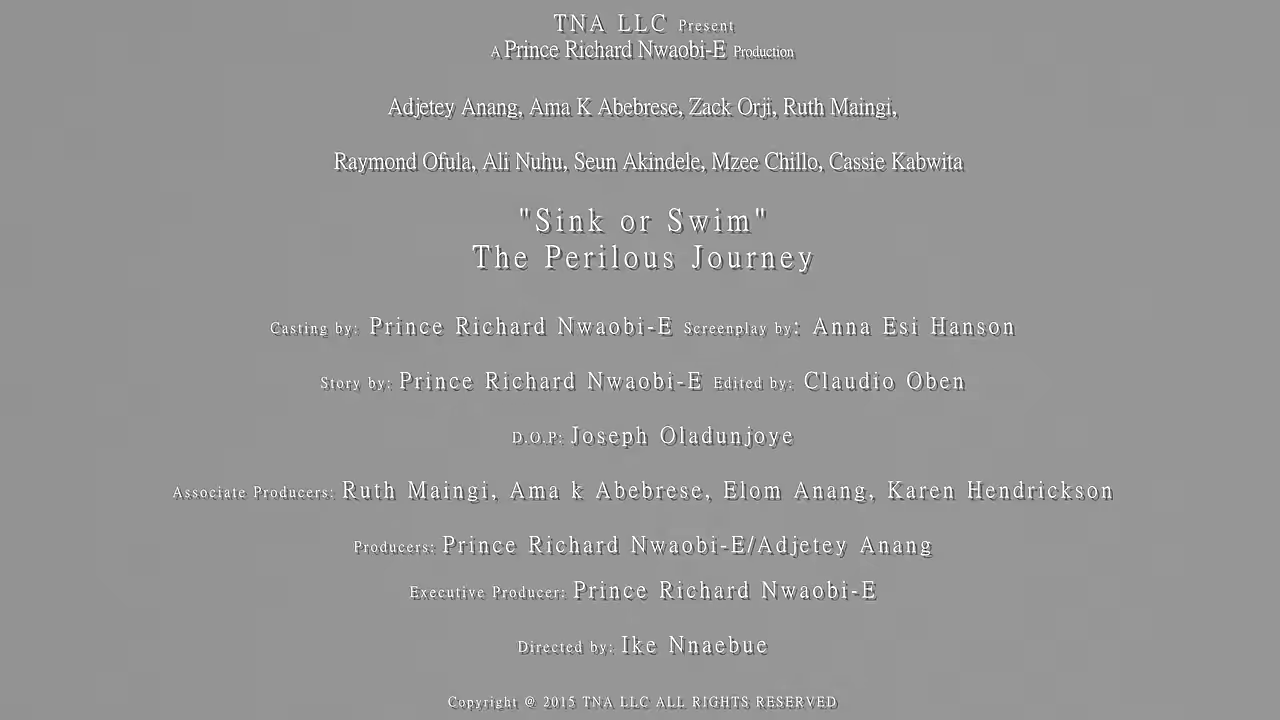 TNA LLC Present
A Prince Richard Nwaobi-E Production
Adjetey Anang, Ama K Abebrese, Zack Orji, Ruth Maingi,
Raymond Ofula, Ali Nuhu, Seun Akindele, Mzee Chillo, Cassie Kabwita
"Sink or Swim"
The Perilous Journey
Casting by: Prince Richard Nwaobi-E Screenplay by: Anna Esi Hanson
Story by: Prince Richard Nwaobi-E Edited by: Claudio Oben
D.O.P: Joseph Oladunjoye
Associate Producers: Ruth Maingi, Ama k Abebrese, Elom Anang, Karen Hendrickson
Producers: Prince Richard Nwaobi-E/Adjetey Anang
Executive Producer: Prince Richard Nwaobi-E
Directed by: Ike Nnaebue
Copyright @ 2015 TNA LLC ALL RIGHTS RESERVED